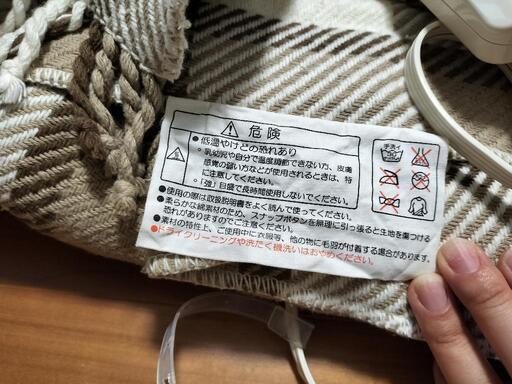 危険
●低温やけどの恐れあり
○乳幼児や自分で温度調節できない方、皮膚
感覚の弱い方などが使用されるときは、特
に注意してください。
○「強」目盛で長時間使用しないでください。
手洗イ
●使用の際は取扱説明書をよく読んで使ってください。
●柔らかな綿素材のため、スナップボタンを無理に引っ張ると生地を傷つける
恐れがありますのでご注意ください。
●素材の特性上、ご使用中に衣服等、他の物に毛羽が付着する場合があります。
●ドライクリーニングや洗たく機洗いはおやめください。